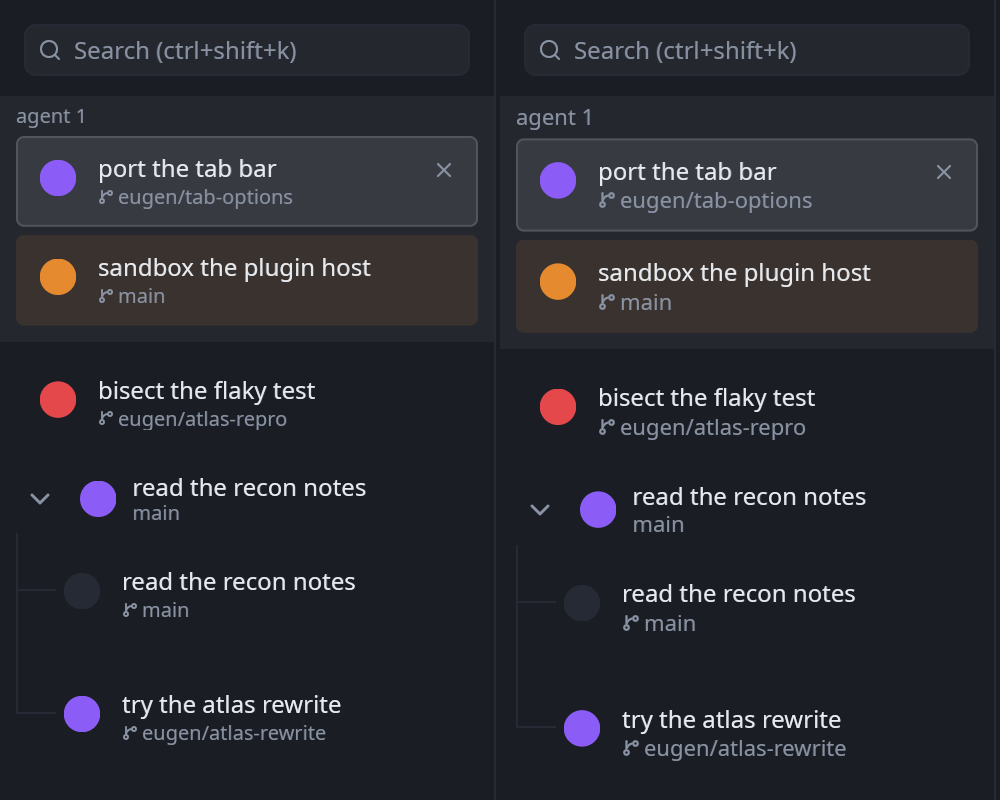 Search (ctrl+shift+k)
agent 1
port the tab bar
eugen/tab-options
sandbox the plugin host
main
bisect the flaky test
eugen/atlas-repro
read the recon notes
main
read the recon notes
main
try the atlas rewrite
eugen/atlas-rewrite
Search (ctrl+shift+k)
agent 1
port the tab bar
eugen/tab-options
sandbox the plugin host
main
bisect the flaky test
eugen/atlas-repro
read the recon notes
main
read the recon notes
main
try the atlas rewrite
eugen/atlas-rewrite